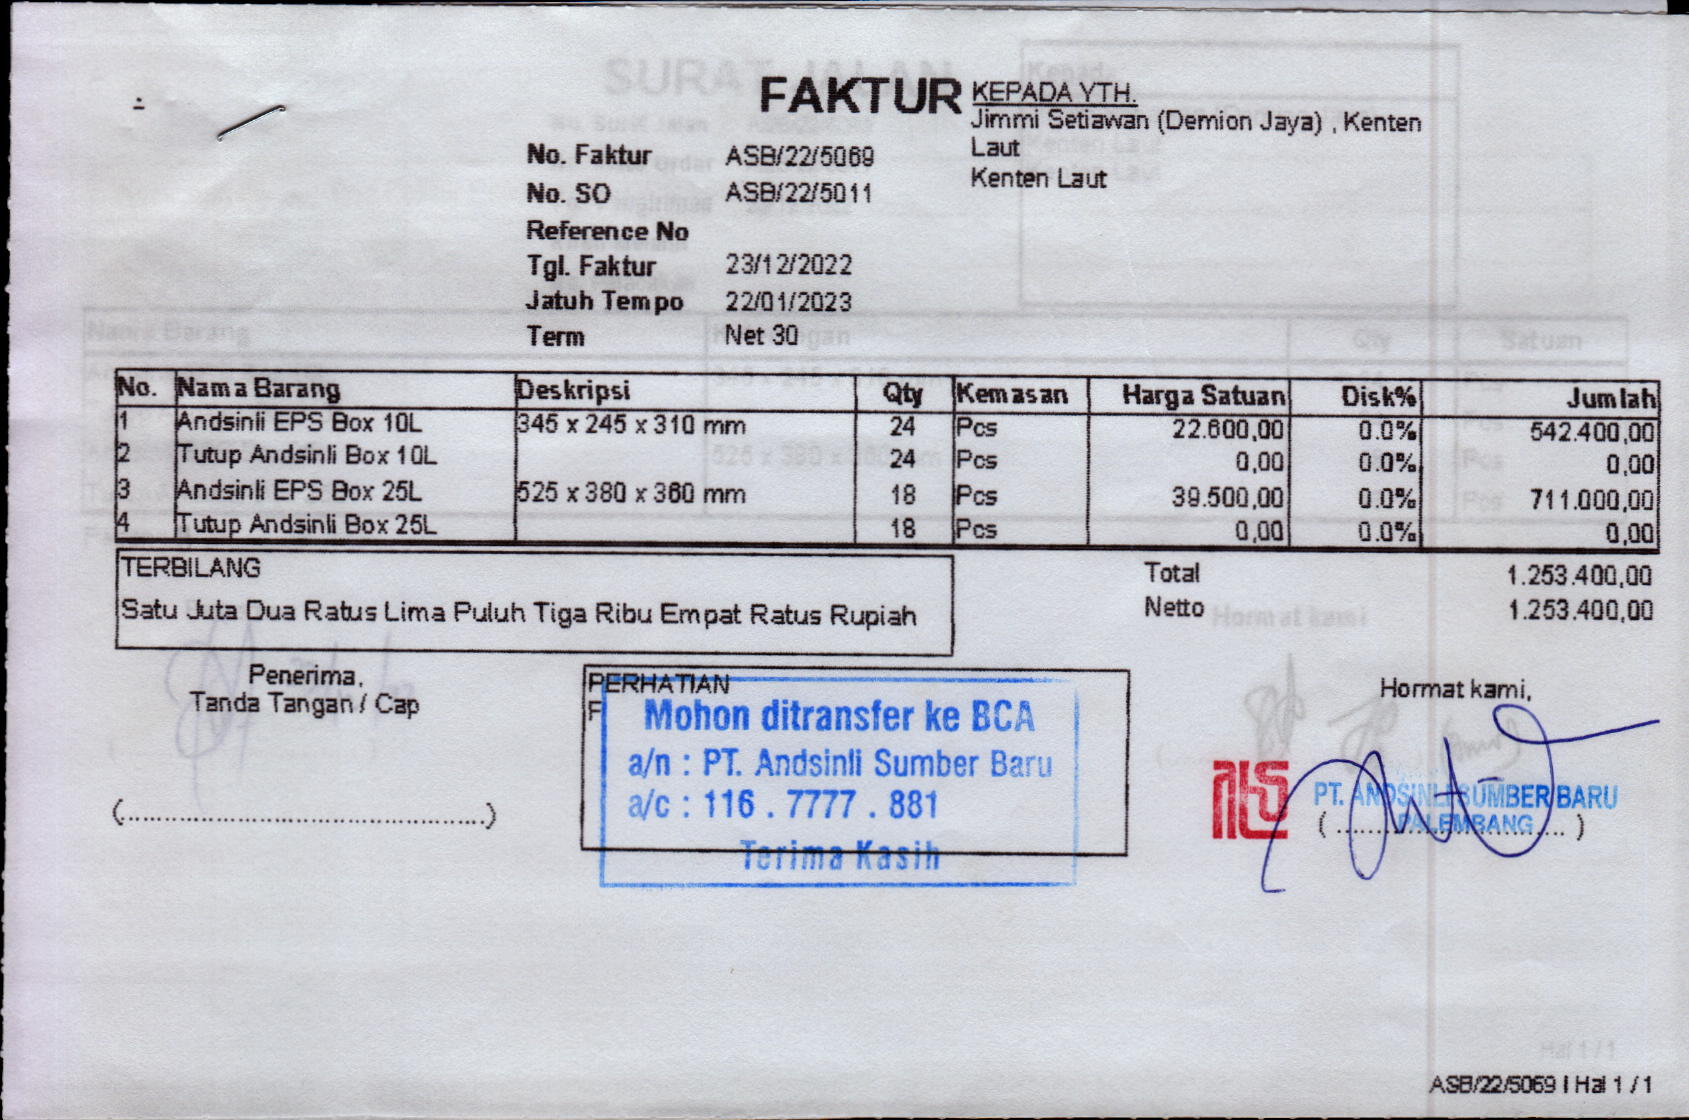 FAKTUR
KEPADA YTH.
Jimmi Setiawan (Demion Jaya) , Kenten
Laut
Kenten Laut
No. Faktur ASB/22/5069
No. SO ASB/22/5011
Reference No
Tgl. Faktur 23/12/2022
Jatuh Tempo 22/01/2023
Term Net 30
No. Nama Barang Deskripsi Qty Kemasan Harga Satuan Disk% Jumlah
1 Andsinli EPS Box 10L 345 x 245 x 310 mm 24 Pcs 22.600,00 0.0% 542.400,00
2 Tutup Andsinli Box 10L 24 Pcs 0,00 0.0% 0,00
3 Andsinli EPS Box 25L 525 x 380 x 360 mm 18 Pcs 39.500,00 0.0% 711.000,00
4 Tutup Andsinli Box 25L 18 Pcs 0,00 0.0% 0,00
TERBILANG
Satu Juta Dua Ratus Lima Puluh Tiga Ribu Empat Ratus Rupiah
Total 1.253.400,00
Netto 1.253.400,00
Penerima,
Tanda Tangan / Cap
(................................................)
PERHATIAN
Mohon ditransfer ke BCA
a/n : PT. Andsinli Sumber Baru
a/c : 116 . 7777 . 881
Terima Kasih
Hormat kami,
PT. ANDSINLI SUMBER BARU
PALEMBANG
ASB/22/5069 | Hal 1 / 1